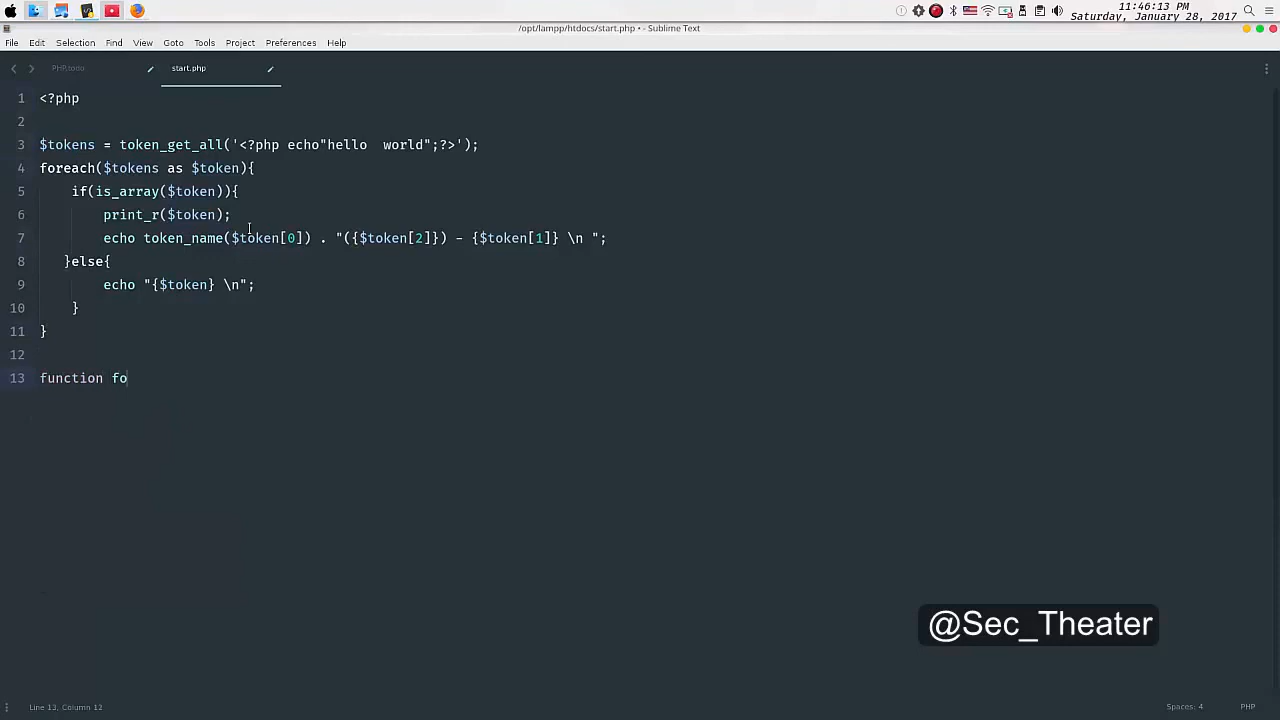 11:46:13 PM
Saturday, January 28, 2017
/opt/lampp/htdocs/start.php • - Sublime Text
File Edit Selection Find View Goto Tools Project Preferences Help
PHP.todo start.php
1 <?php
2
3 $tokens = token_get_all('<?php echo"hello  world";?>');
4 foreach($tokens as $token){
5     if(is_array($token)){
6         print_r($token);
7         echo token_name($token[0]) . "({$token[2]}) - {$token[1]} \n ";
8    }else{
9         echo "{$token} \n";
10     }
11 }
12
13 function fo
@Sec_Theater
Line 13, Column 12 Spaces: 4 PHP